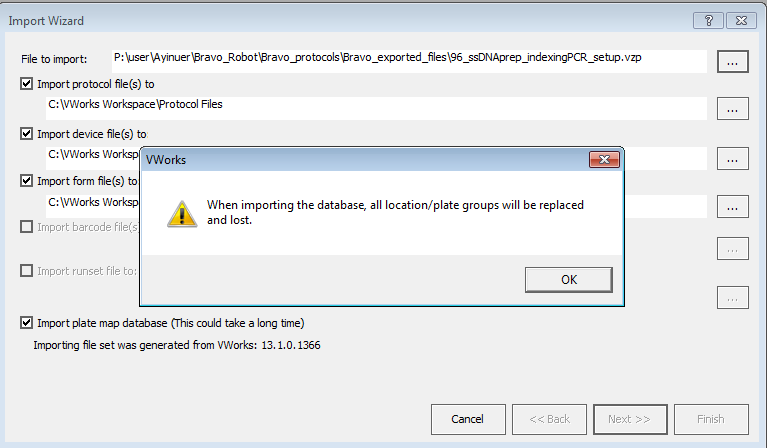 Import Wizard
File to import: P:\user\Ayinuer\Bravo_Robot\Bravo_protocols\Bravo_exported_files\96_ssDNAprep_indexingPCR_setup.vzp ...
Import protocol file(s) to
C:\VWorks Workspace\Protocol Files ...
Import device file(s) to:
C:\VWorks Worksp ...
Import form file(s) to
C:\VWorks Worksp ...
Import barcode file(s) ...
Import runset file to: ...
VWorks
When importing the database, all location/plate groups will be replaced
and lost.
OK
Import plate map database (This could take a long time)
Importing file set was generated from VWorks: 13.1.0.1366
Cancel << Back Next >> Finish